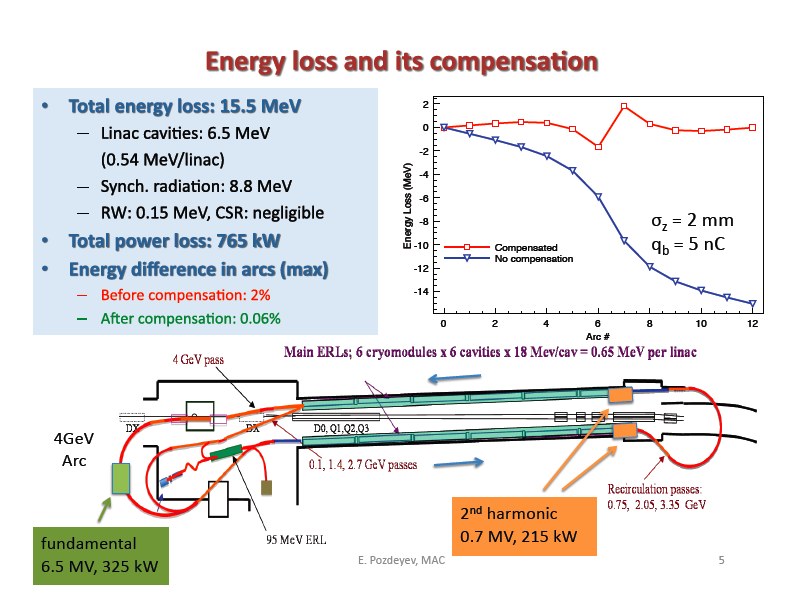 Energy loss and its compensation
• Total energy loss: 15.5 MeV
– Linac cavities: 6.5 MeV
(0.54 MeV/linac)
– Synch. radiation: 8.8 MeV
– RW: 0.15 MeV, CSR: negligible
• Total power loss: 765 kW
• Energy difference in arcs (max)
– Before compensation: 2%
– After compensation: 0.06%
Energy Loss (MeV)
2
0
-2
-4
-6
-8
-10
-12
-14
σz = 2 mm
qb = 5 nC
Compensated
No compensation
0 2 4 6 8 10 12
Arc #
Main ERLs; 6 cryomodules x 6 cavities x 18 Mev/cav = 0.65 MeV per linac
4 GeV pass
DX
DX
D0, Q1,Q2,Q3
4GeV
Arc
0.1, 1.4, 2.7 GeV passes
Recirculation passes:
0.75, 2.05, 3.35 GeV
2nd harmonic
0.7 MV, 215 kW
95 MeV ERL
fundamental
6.5 MV, 325 kW
E. Pozdeyev, MAC
5